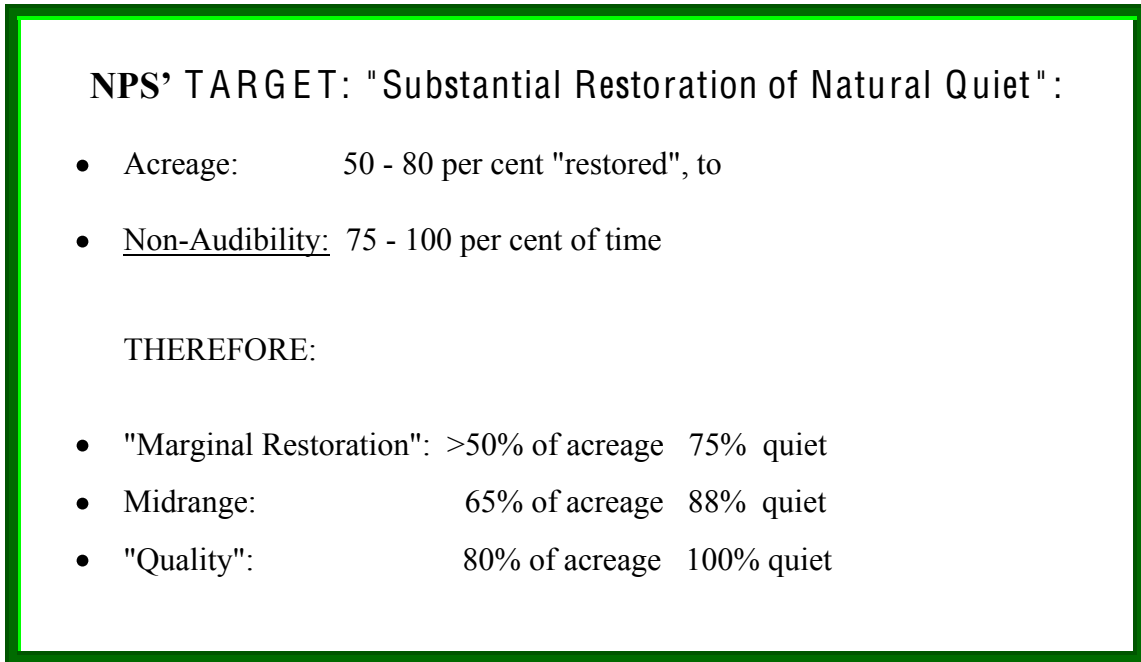 NPS’ TARGET: "Substantial Restoration of Natural Quiet":
• Acreage: 50 - 80 per cent "restored", to
• Non-Audibility: 75 - 100 per cent of time
THEREFORE:
• "Marginal Restoration": >50% of acreage 75% quiet
• Midrange: 65% of acreage 88% quiet
• "Quality": 80% of acreage 100% quiet